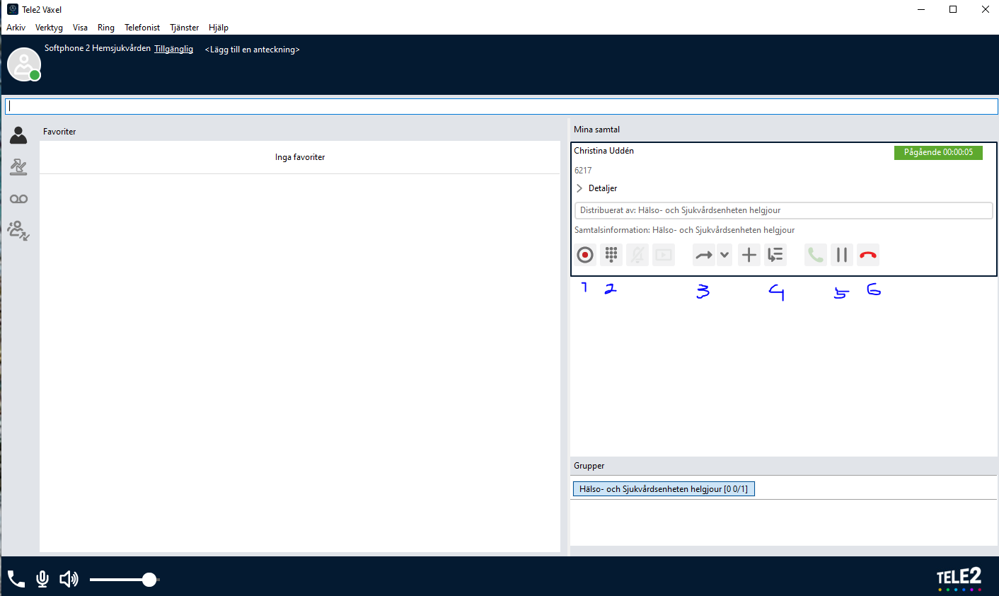 Tele2 Växel
Arkiv Verktyg Visa Ring Telefonist Tjänster Hjälp
Softphone 2 Hemsjukvården Tillgänglig <Lägg till en anteckning>
Favoriter
Inga favoriter
Mina samtal
Christina Uddén
Pågående 00:00:05
6217
Detaljer
Distribuerat av: Hälso- och Sjukvårdsenheten helgjour
Samtalsinformation: Hälso- och Sjukvårdsenheten helgjour
1 2 3 4 5 6
Grupper
Hälso- och Sjukvårdsenheten helgjour [0 0/1]
TELE2